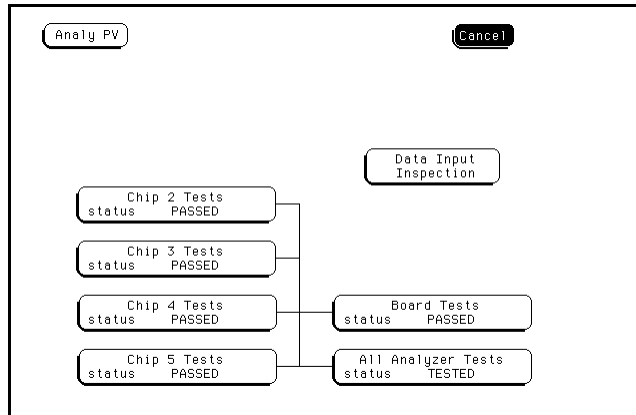 Analy PV
Cancel
Data Input
Inspection
Chip 2 Tests
status PASSED
Chip 3 Tests
status PASSED
Chip 4 Tests
status PASSED
Board Tests
status PASSED
Chip 5 Tests
status PASSED
All Analyzer Tests
status TESTED